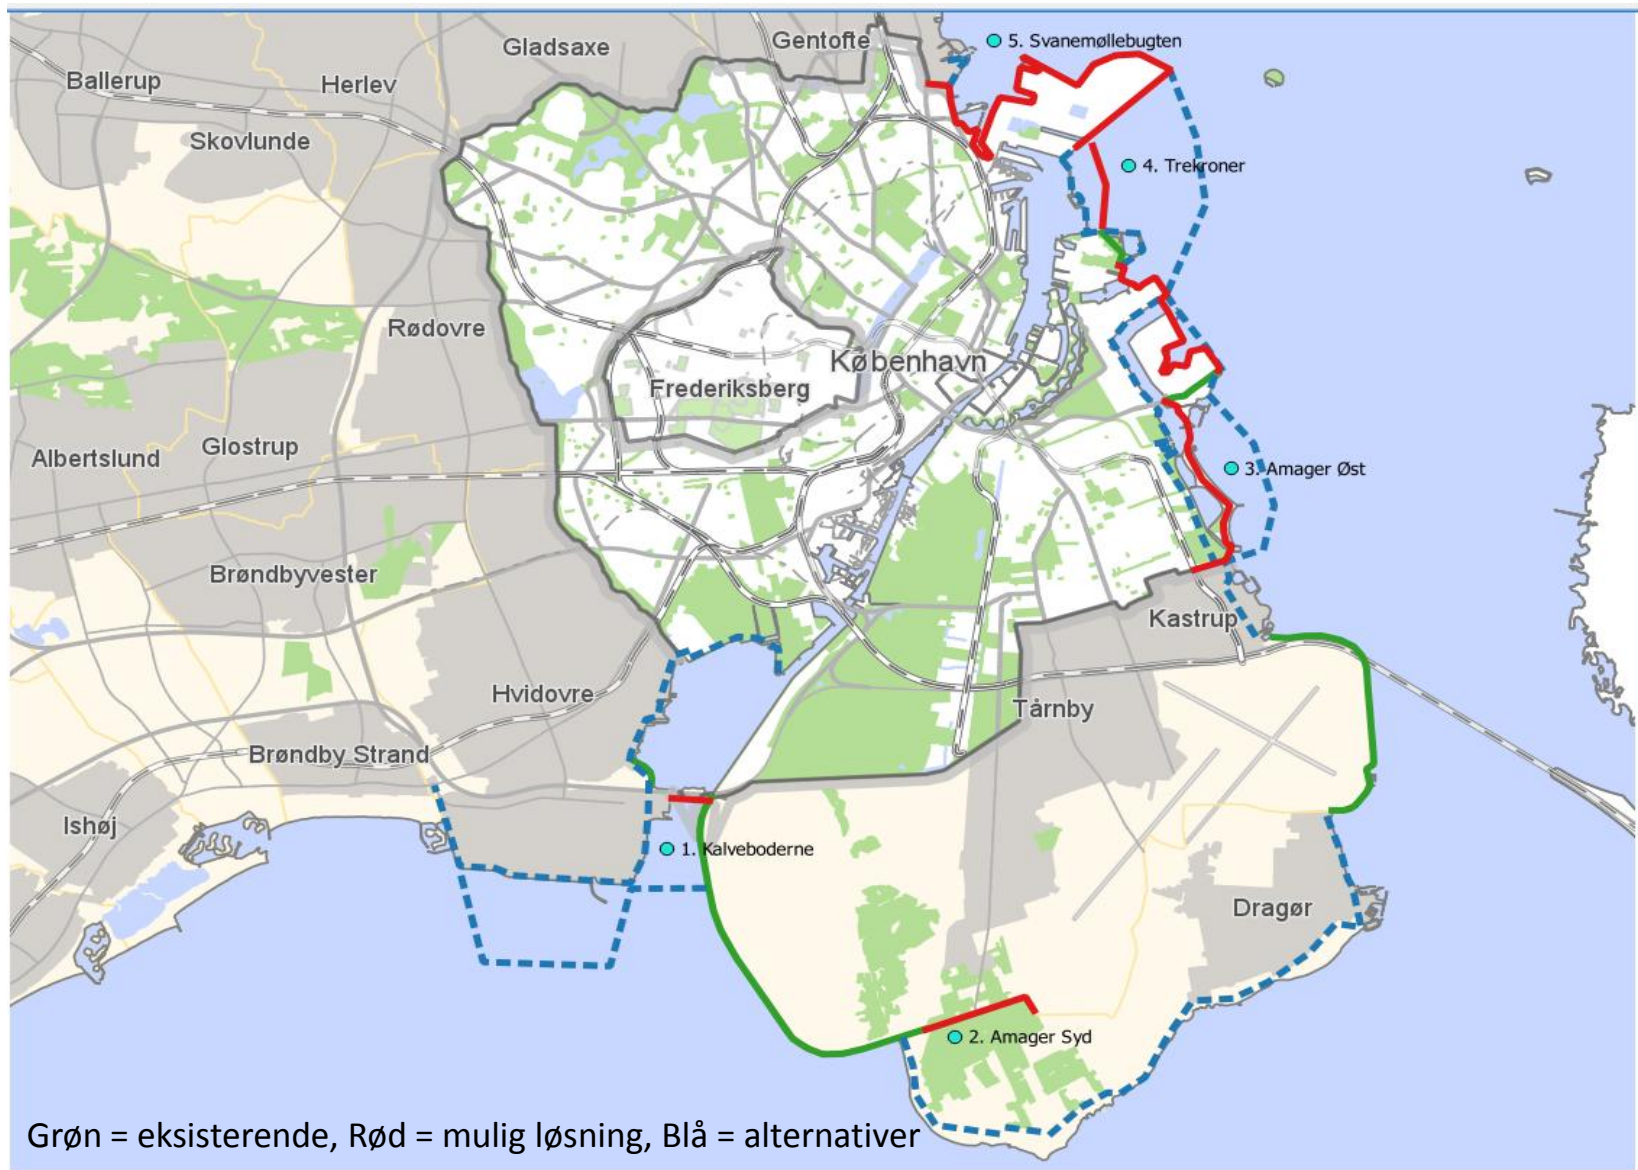 Gladsaxe
Gentofte
5. Svanemøllebugten
Ballerup
Herlev
Skovlunde
4. Trekroner
Rødovre
København
Frederiksberg
Albertslund
Glostrup
3. Amager Øst
Brøndbyvester
Kastrup
Hvidovre
Tårnby
Brøndby Strand
Ishøj
1. Kalveboderne
Dragør
2. Amager Syd
Grøn = eksisterende, Rød = mulig løsning, Blå = alternativer